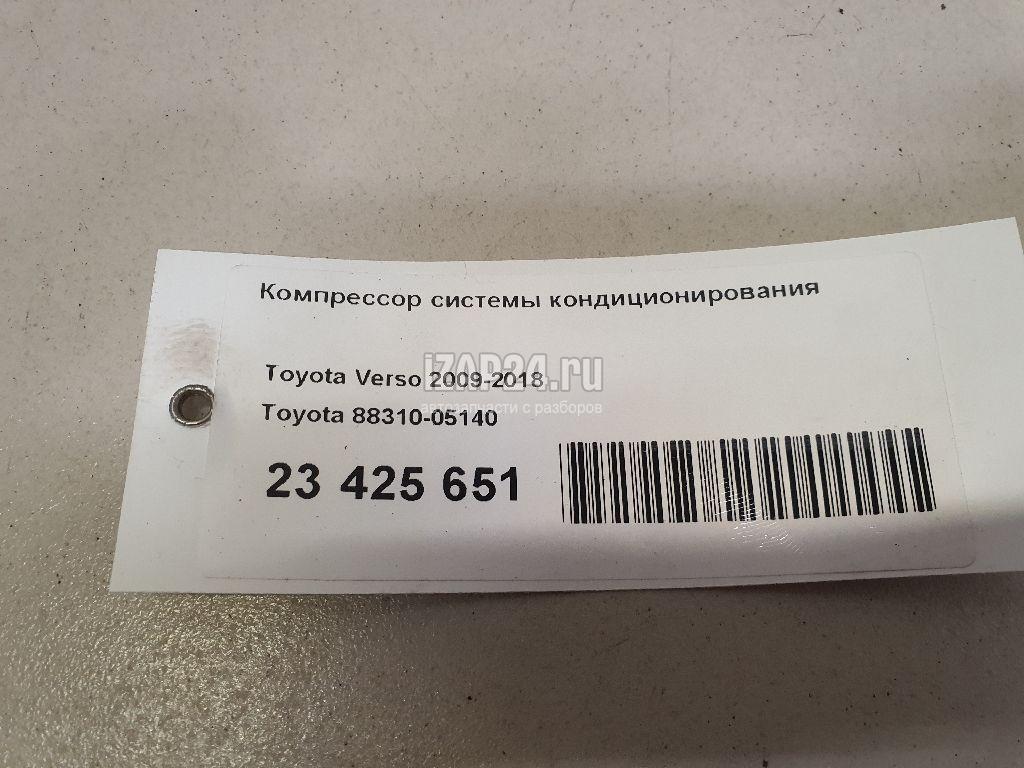 Компрессор системы кондиционирования
Toyota Verso 2009-2018
iZAP24.ru
автозапчасти с разборов
Toyota 88310-05140
23 425 651